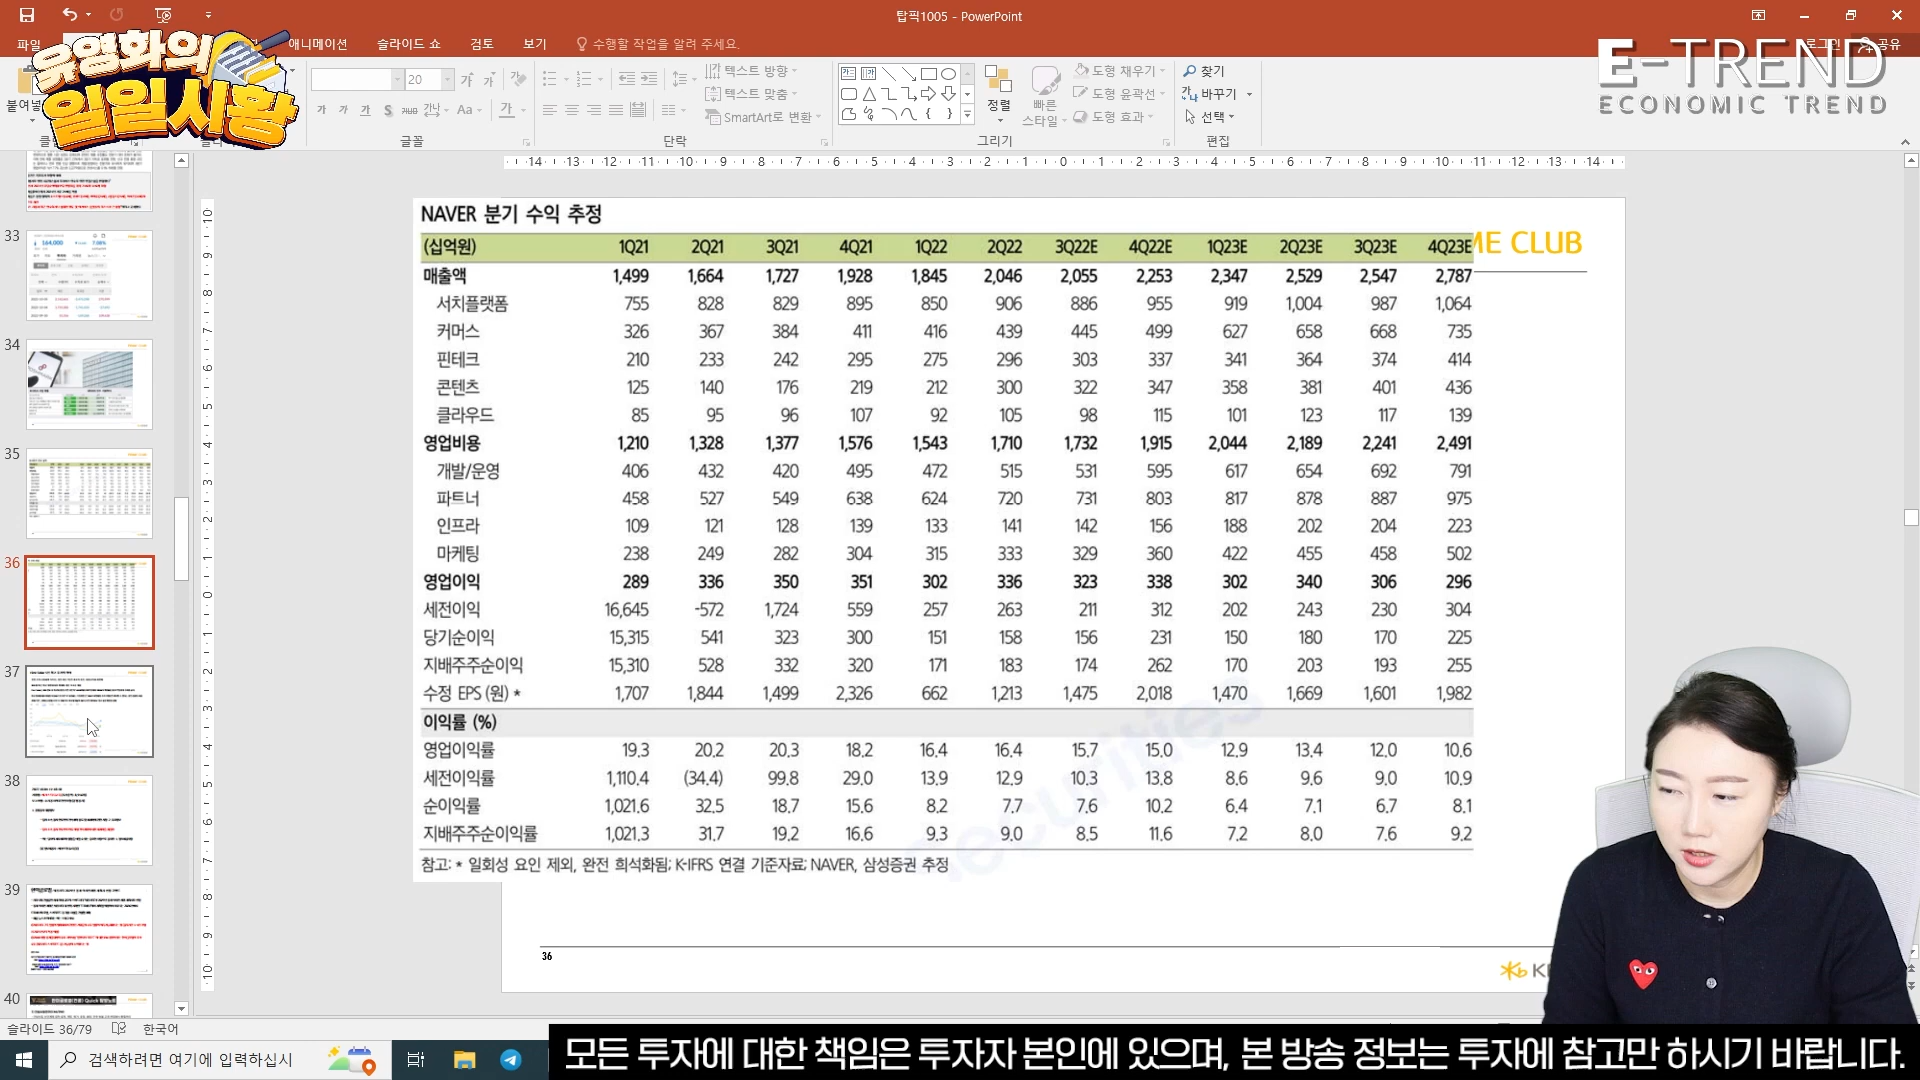 탑픽1005 - PowerPoint
파일
애니메이션 슬라이드 쇼 검토 보기 수행할 작업을 알려 주세요.
로그인 공유
유영화의
일일시황
E-TREND
ECONOMIC TREND
20
텍스트 방향
텍스트 맞춤
SmartArt로 변환
정렬
빠른
스타일
도형 채우기
도형 윤곽선
도형 효과
찾기
바꾸기
선택
글꼴 단락 그리기 편집
33
34
35
36
37
38
39
40
ME CLUB
NAVER 분기 수익 추정
(십억원) 1Q21 2Q21 3Q21 4Q21 1Q22 2Q22 3Q22E 4Q22E 1Q23E 2Q23E 3Q23E 4Q23E
매출액 1,499 1,664 1,727 1,928 1,845 2,046 2,055 2,253 2,347 2,529 2,547 2,787
서치플랫폼 755 828 829 895 850 906 886 955 919 1,004 987 1,064
커머스 326 367 384 411 416 439 445 499 627 658 668 735
핀테크 210 233 242 295 275 296 303 337 341 364 374 414
콘텐츠 125 140 176 219 212 300 322 347 358 381 401 436
클라우드 85 95 96 107 92 105 98 115 101 123 117 139
영업비용 1,210 1,328 1,377 1,576 1,543 1,710 1,732 1,915 2,044 2,189 2,241 2,491
개발/운영 406 432 420 495 472 515 531 595 617 654 692 791
파트너 458 527 549 638 624 720 731 803 817 878 887 975
인프라 109 121 128 139 133 141 142 156 188 202 204 223
마케팅 238 249 282 304 315 333 329 360 422 455 458 502
영업이익 289 336 350 351 302 336 323 338 302 340 306 296
세전이익 16,645 -572 1,724 559 257 263 211 312 202 243 230 304
당기순이익 15,315 541 323 300 151 158 156 231 150 180 170 225
지배주주순이익 15,310 528 332 320 171 183 174 262 170 203 193 255
수정 EPS (원) * 1,707 1,844 1,499 2,326 662 1,213 1,475 2,018 1,470 1,669 1,601 1,982
이익률 (%)
영업이익률 19.3 20.2 20.3 18.2 16.4 16.4 15.7 15.0 12.9 13.4 12.0 10.6
세전이익률 1,110.4 (34.4) 99.8 29.0 13.9 12.9 10.3 13.8 8.6 9.6 9.0 10.9
순이익률 1,021.6 32.5 18.7 15.6 8.2 7.7 7.6 10.2 6.4 7.1 6.7 8.1
지배주주순이익률 1,021.3 31.7 19.2 16.6 9.3 9.0 8.5 11.6 7.2 8.0 7.6 9.2
참고: * 일회성 요인 제외, 완전 희석화됨; K-IFRS 연결 기준자료; NAVER, 삼성증권 추정
36
슬라이드 36/79 한국어
검색하려면 여기에 입력하십시
모든 투자에 대한 책임은 투자자 본인에 있으며, 본 방송 정보는 투자에 참고만 하시기 바랍니다.